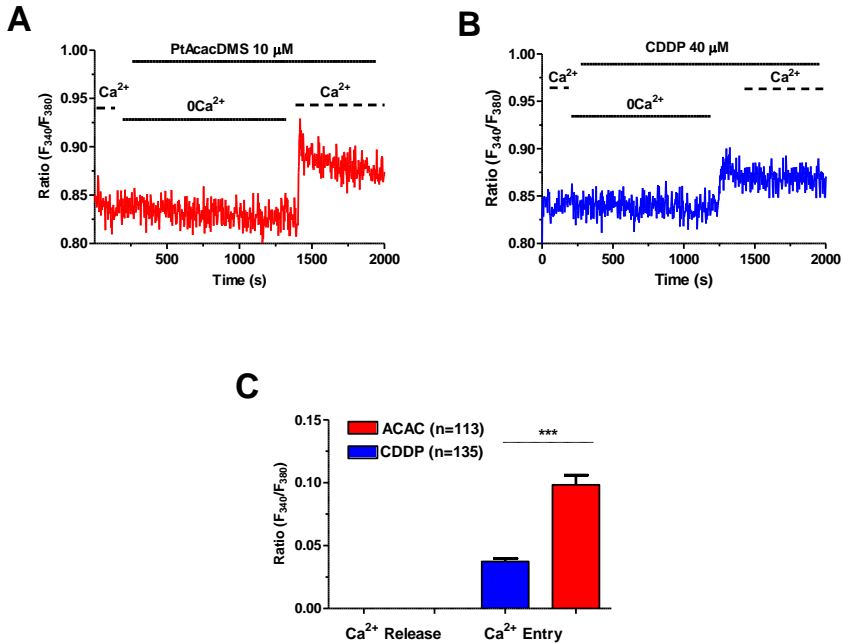 A
PtAcacDMS 10 µM
Ca²⁺
0Ca²⁺
Ca²⁺
Ratio (F₃₄₀/F₃₈₀)
1.00
0.95
0.90
0.85
0.80
500 1000 1500 2000
Time (s)
B
CDDP 40 µM
Ca²⁺
0Ca²⁺
Ca²⁺
Ratio (F₃₄₀/F₃₈₀)
1.00
0.95
0.90
0.85
0.80
0 500 1000 1500 2000
Time (s)
C
ACAC (n=113)
CDDP (n=135)
***
Ratio (F₃₄₀/F₃₈₀)
0.15
0.10
0.05
0.00
Ca²⁺ Release Ca²⁺ Entry